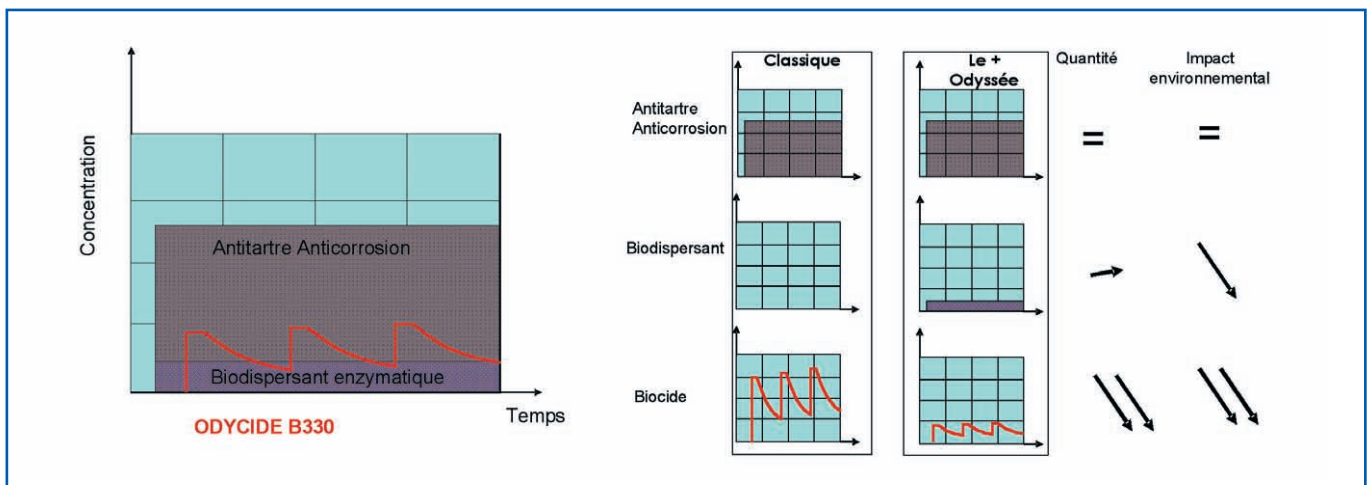 Concentration
Antitartre Anticorrosion
Biodispersant enzymatique
Temps
ODYCIDE B330
Classique
Le +
Odyssée
Quantité
Impact
environnemental
Antitartre
Anticorrosion
=
=
Biodispersant
Biocide